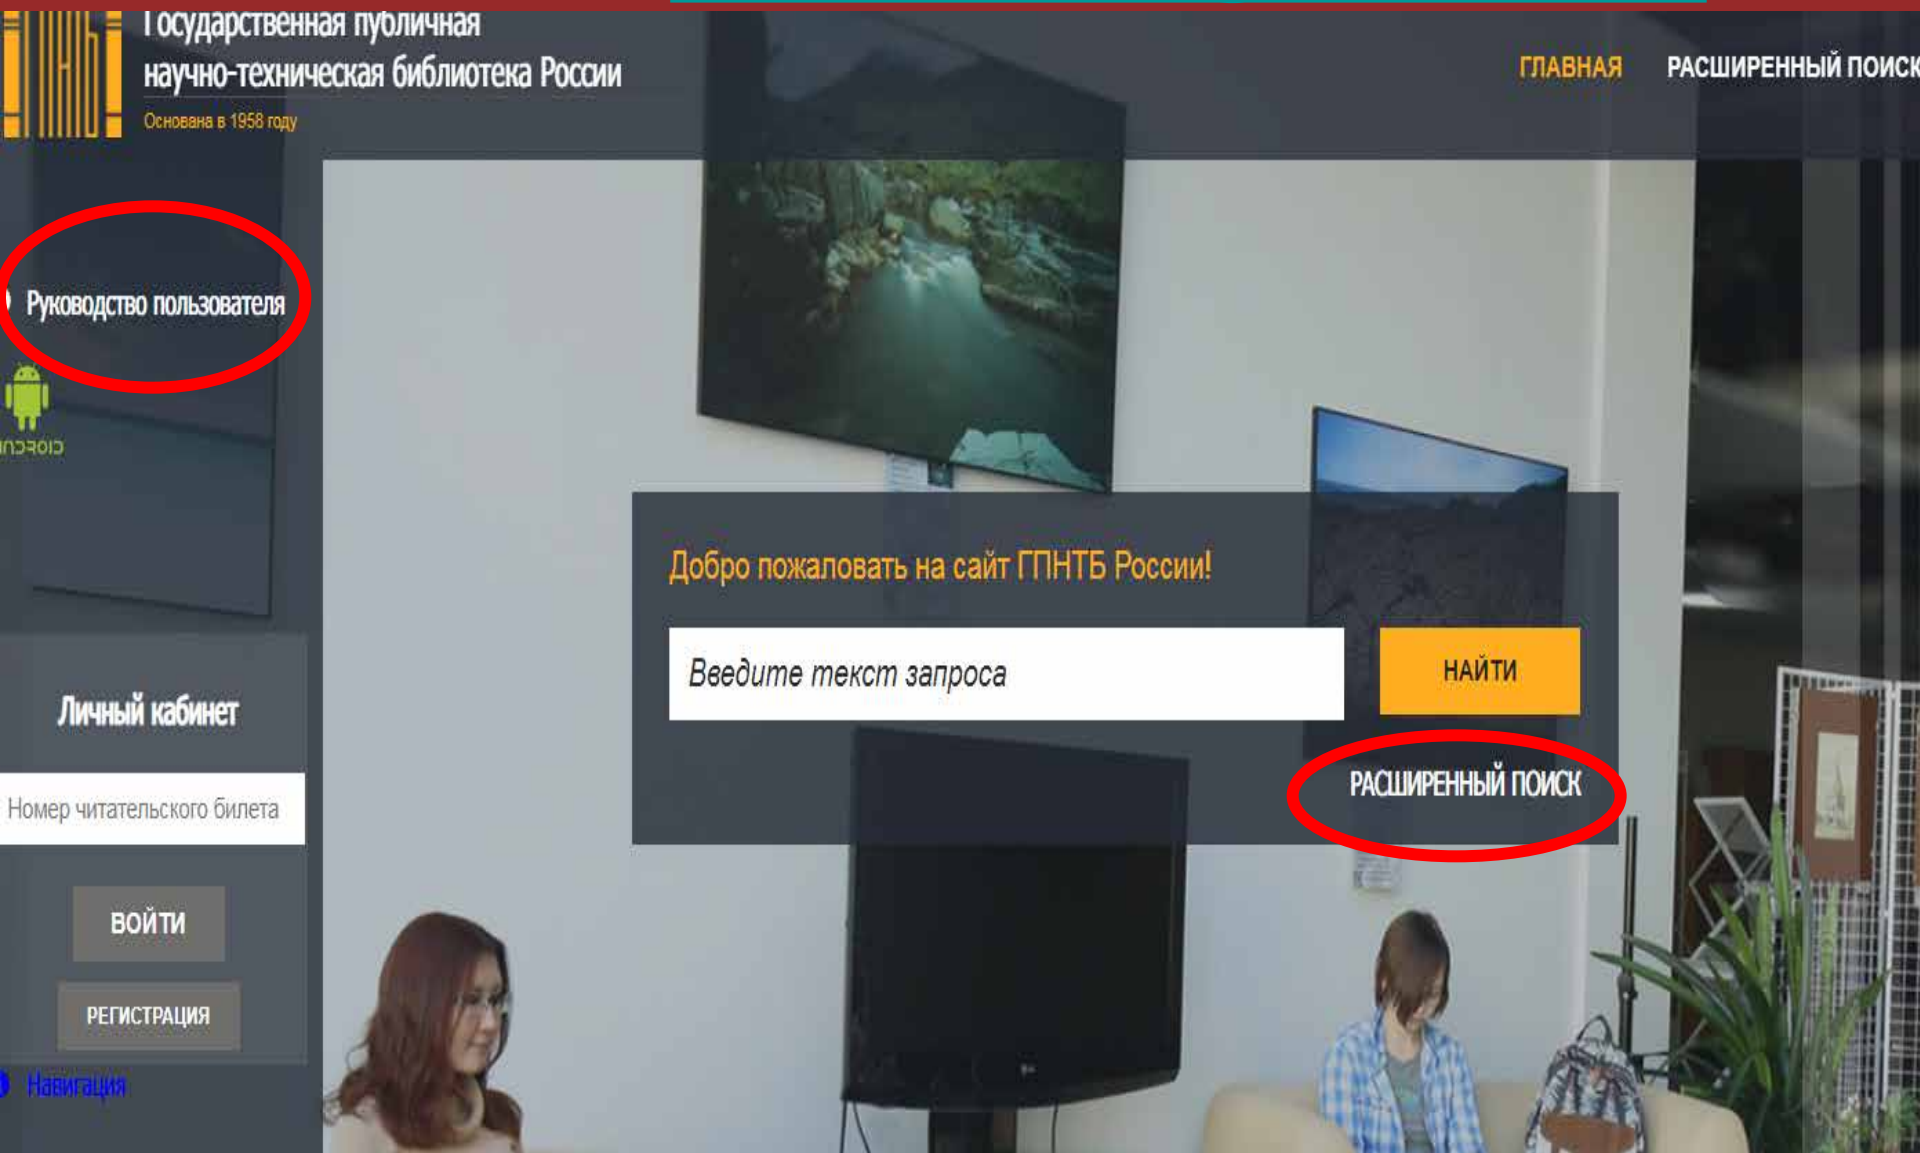 ГПНТБ
Государственная публичная
научно-техническая библиотека России
Основана в 1958 году
ГЛАВНАЯ
РАСШИРЕННЫЙ ПОИСК
Руководство пользователя
Добро пожаловать на сайт ГПНТБ России!
Введите текст запроса
НАЙТИ
РАСШИРЕННЫЙ ПОИСК
Личный кабинет
Номер читательского билета
ВОЙТИ
РЕГИСТРАЦИЯ
Навигация